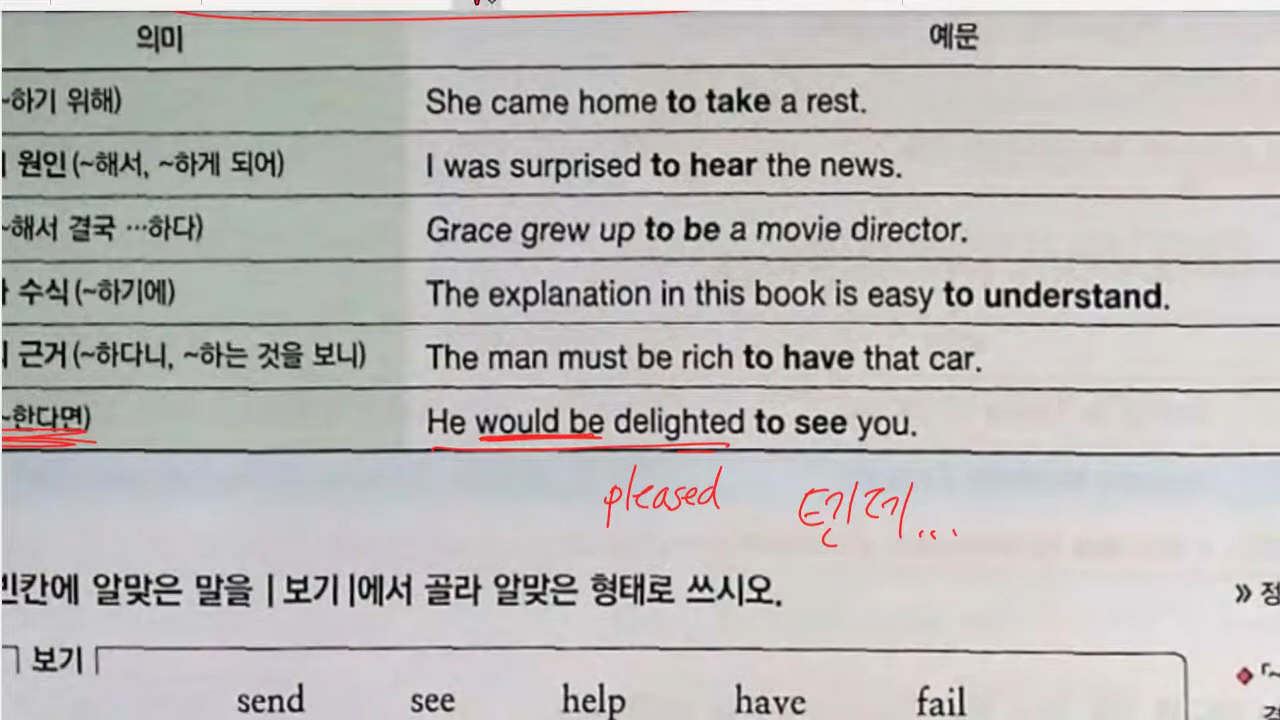 의미 예문
~하기 위해) She came home to take a rest.
원인 (~해서, ~하게 되어) I was surprised to hear the news.
~해서 결국 …하다) Grace grew up to be a movie director.
수식 (~하기에) The explanation in this book is easy to understand.
근거 (~하다니, ~하는 것을 보니) The man must be rich to have that car.
~한다면) He would be delighted to see you.
pleased
빈칸에 알맞은 말을 |보기|에서 골라 알맞은 형태로 쓰시오. » 정
보기
send see help have fail